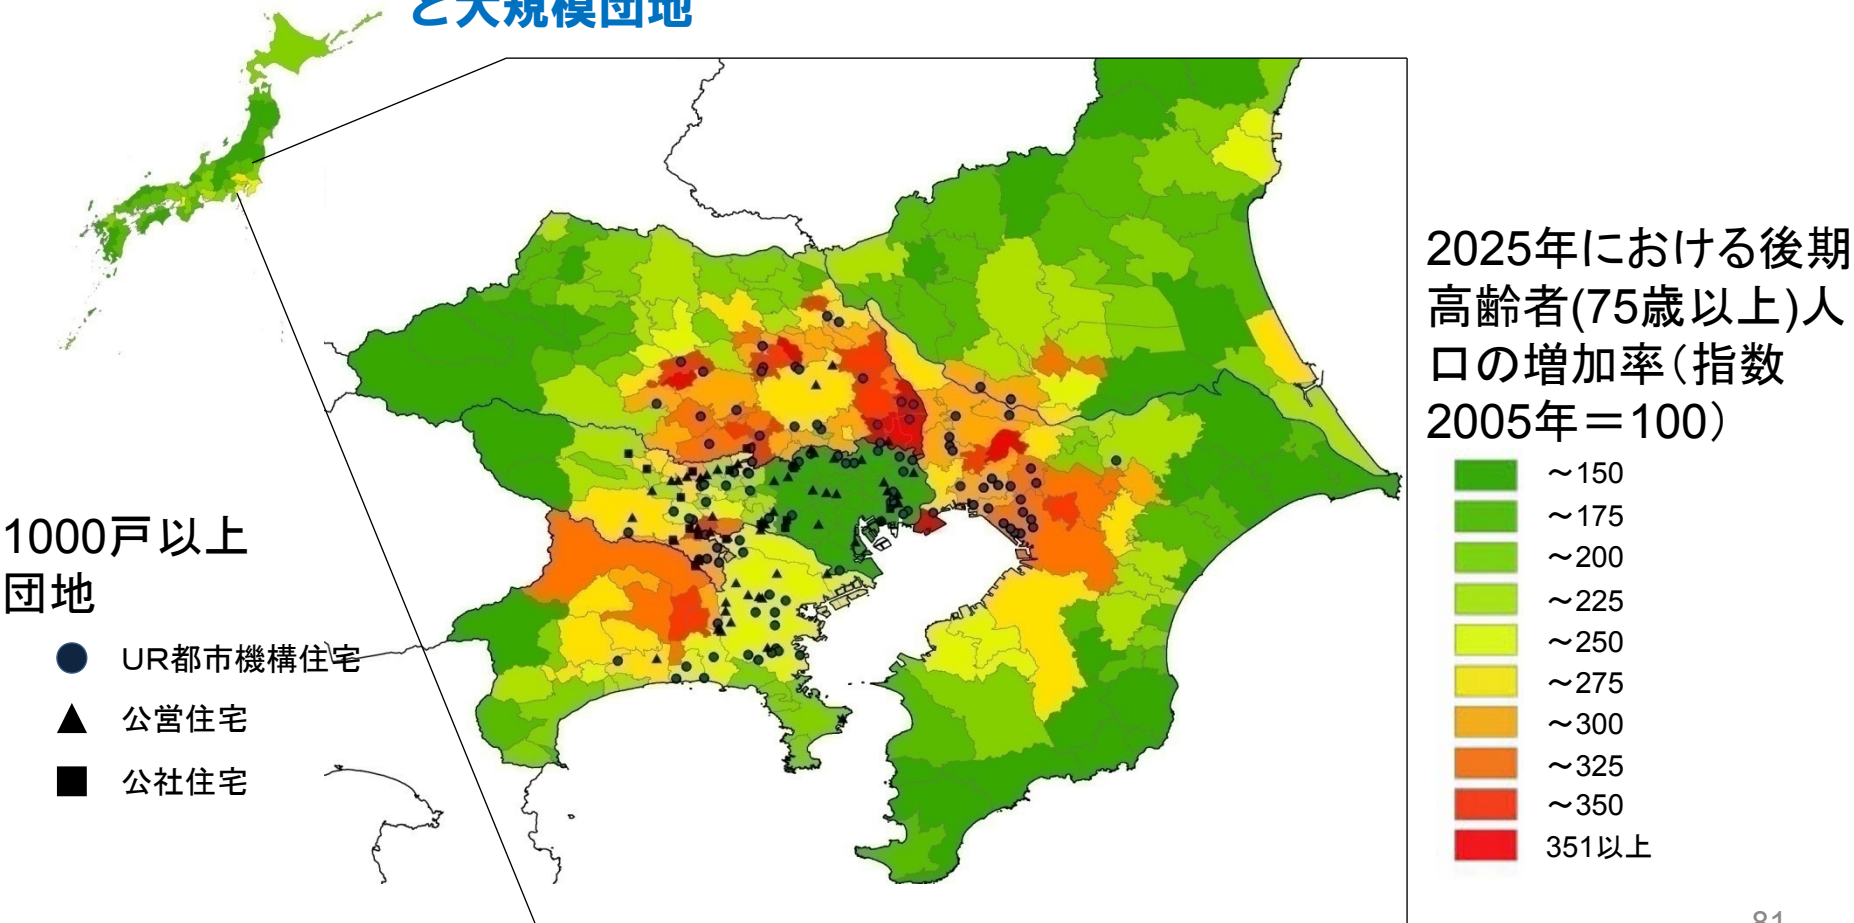 と大規模団地
2025年における後期
高齢者(75歳以上)人
口の増加率（指数
2005年＝100）
～150
～175
～200
～225
～250
～275
～300
～325
～350
351以上
1000戸以上
団地
UR都市機構住宅
公営住宅
公社住宅
81